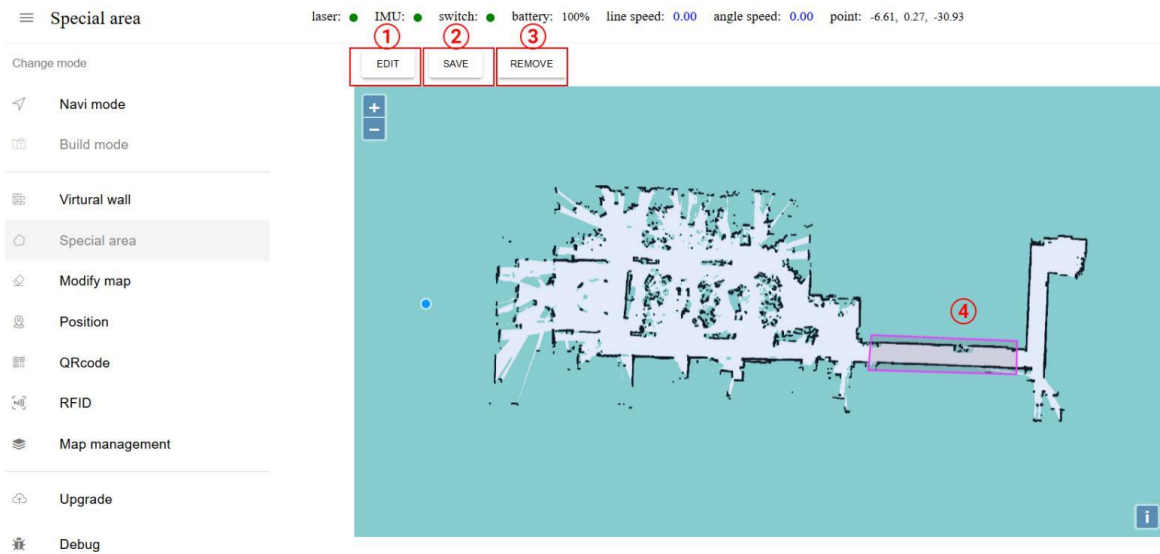 Special area
laser: IMU: switch: battery: 100% line speed: 0.00 angle speed: 0.00 point: -6.61, 0.27, -30.93
① ② ③
EDIT SAVE REMOVE
Change mode
Navi mode
Build mode
Virtural wall
Special area
Modify map
Position
QRcode
RFID
Map management
Upgrade
Debug
+
−
④
i